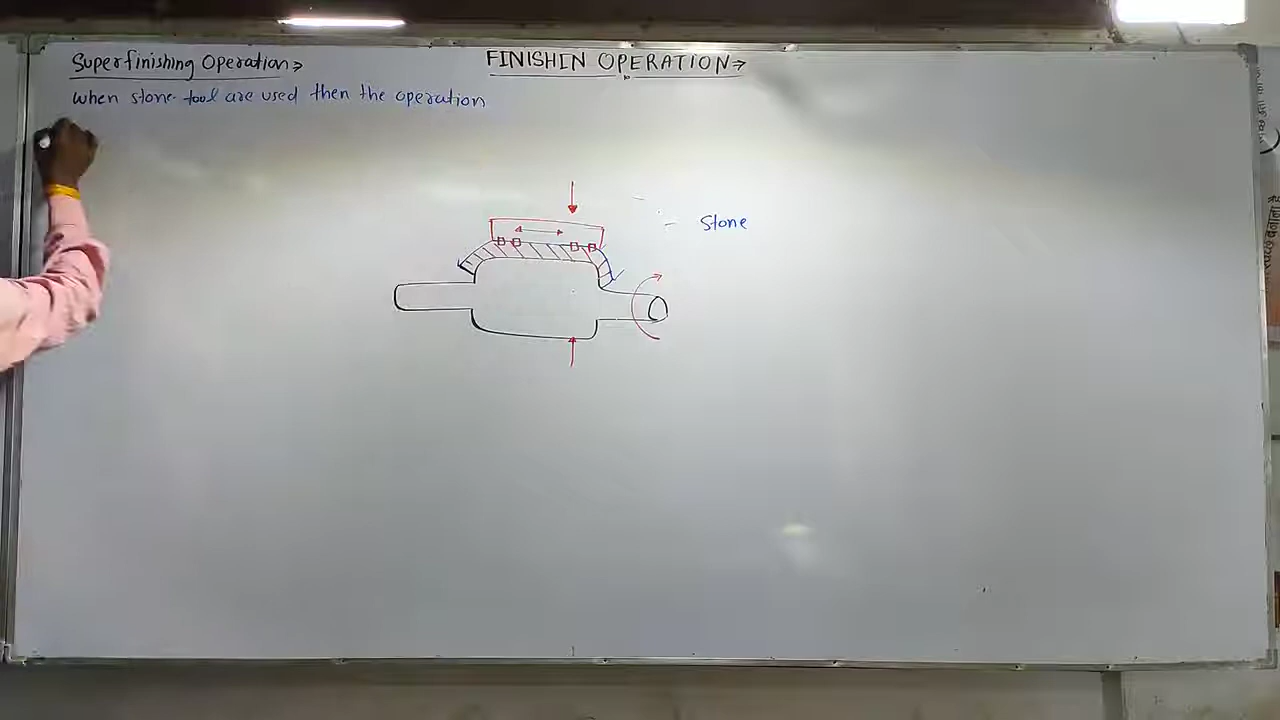 FINISHIN OPERATION→
Superfinishing Operation→
when stone tool are used then the operation
Stone